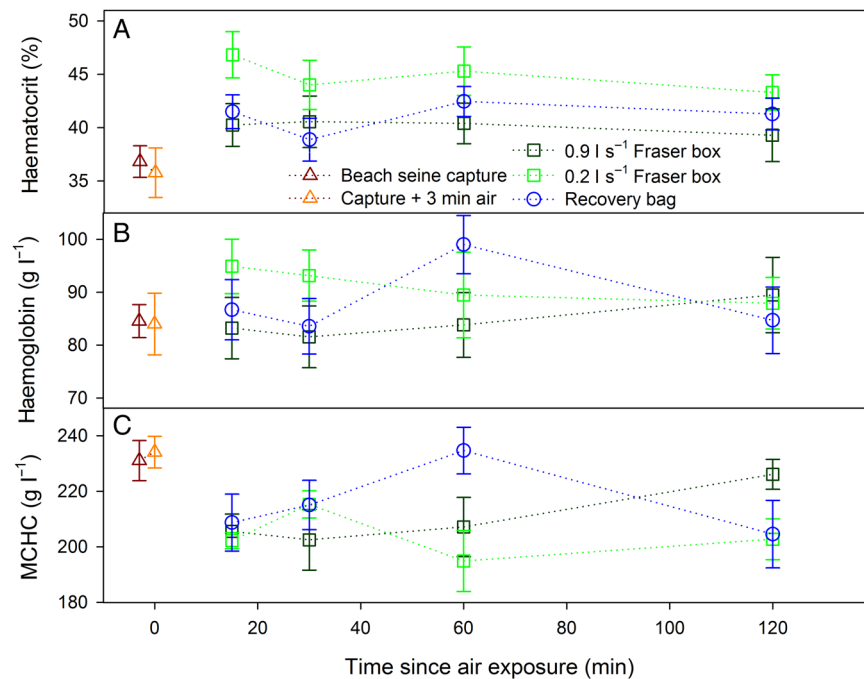 A
50
45
40
35
Haematocrit (%)
Beach seine capture
Capture + 3 min air
0.9 l s⁻¹ Fraser box
0.2 l s⁻¹ Fraser box
Recovery bag
B
100
90
80
70
Haemoglobin (g l⁻¹)
C
240
220
200
180
MCHC (g l⁻¹)
0 20 40 60 80 100 120
Time since air exposure (min)